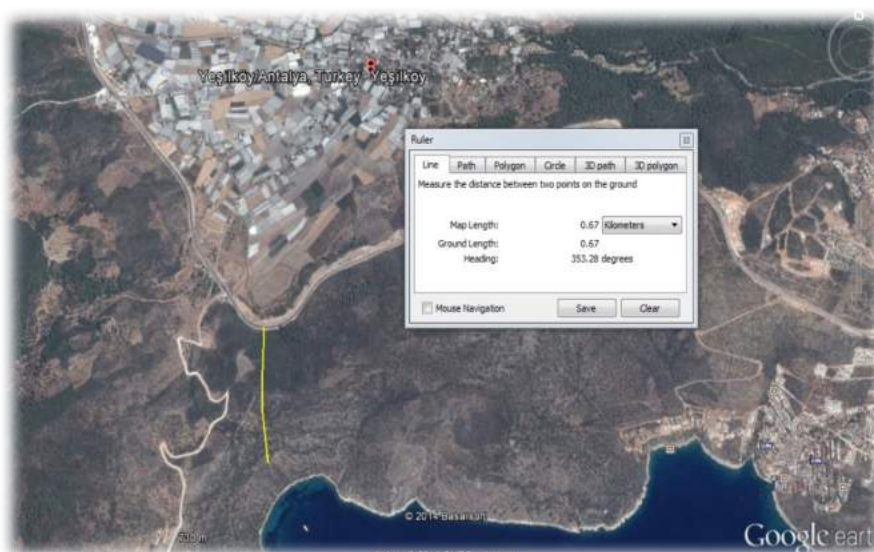 Yeşilköy/Antalya, Turkey - Yeşilköy
Ruler
Line Path Polygon Circle 3D path 3D polygon
Measure the distance between two points on the ground
Map Length: 0.67 Kilometers
Ground Length: 0.67
Heading: 353.28 degrees
Mouse Navigation Save Clear
© 2014 Basarsoft
Google eart